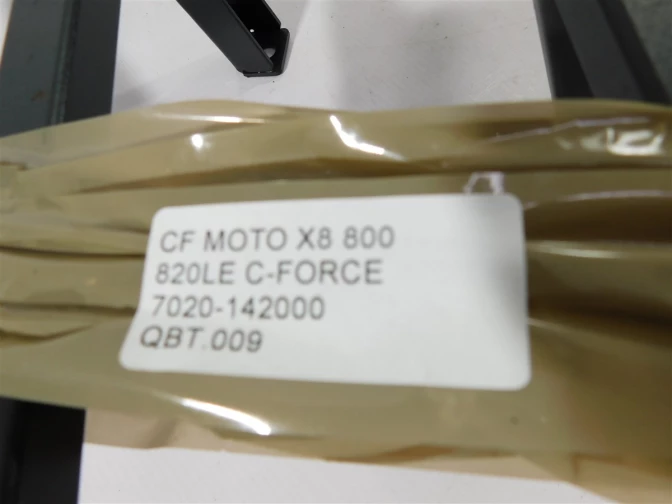 CF MOTO X8 800
820LE C-FORCE
7020-142000
QBT.009